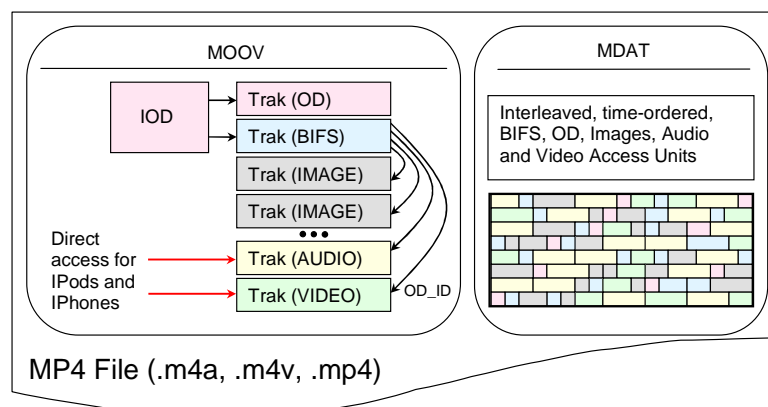 MOOV
IOD
Trak (OD)
Trak (BIFS)
Trak (IMAGE)
Trak (IMAGE)
•••
Trak (AUDIO)
Trak (VIDEO)
Direct
access for
IPods and
IPhones
OD_ID
MDAT
Interleaved, time-ordered,
BIFS, OD, Images, Audio
and Video Access Units
MP4 File (.m4a, .m4v, .mp4)